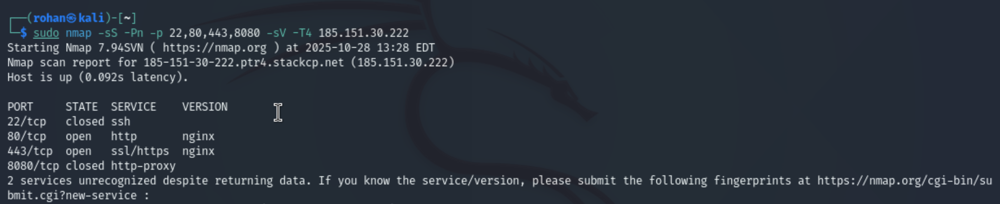 ┌──(rohan㉿kali)-[~]
└─$ sudo nmap -sS -Pn -p 22,80,443,8080 -sV -T4 185.151.30.222
Starting Nmap 7.94SVN ( https://nmap.org ) at 2025-10-28 13:28 EDT
Nmap scan report for 185-151-30-222.ptr4.stackcp.net (185.151.30.222)
Host is up (0.092s latency).
PORT     STATE  SERVICE    VERSION
22/tcp   closed ssh
80/tcp   open   http       nginx
443/tcp  open   ssl/https  nginx
8080/tcp closed http-proxy
2 services unrecognized despite returning data. If you know the service/version, please submit the following fingerprints at https://nmap.org/cgi-bin/su
bmit.cgi?new-service :